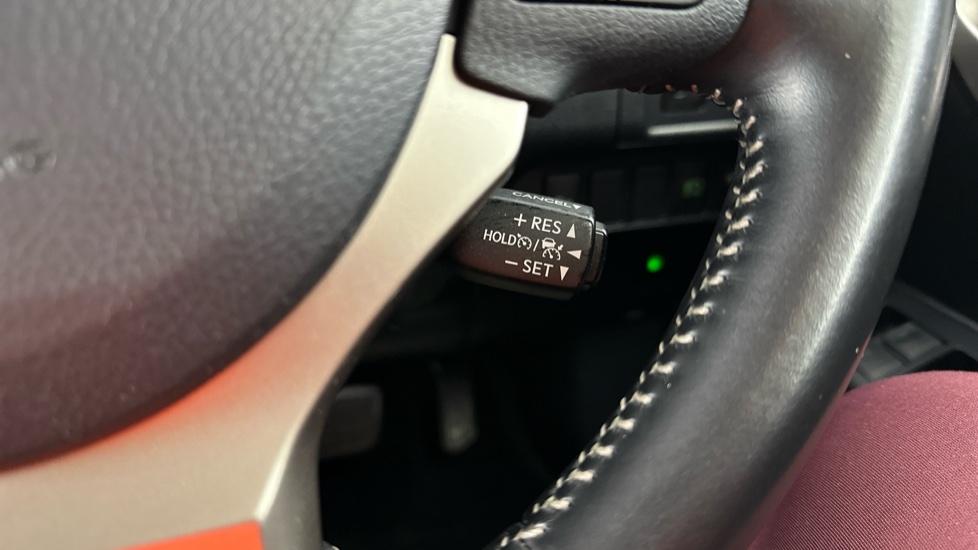 CANCEL▼
+ RES ▲
HOLD / ◄
− SET ▼